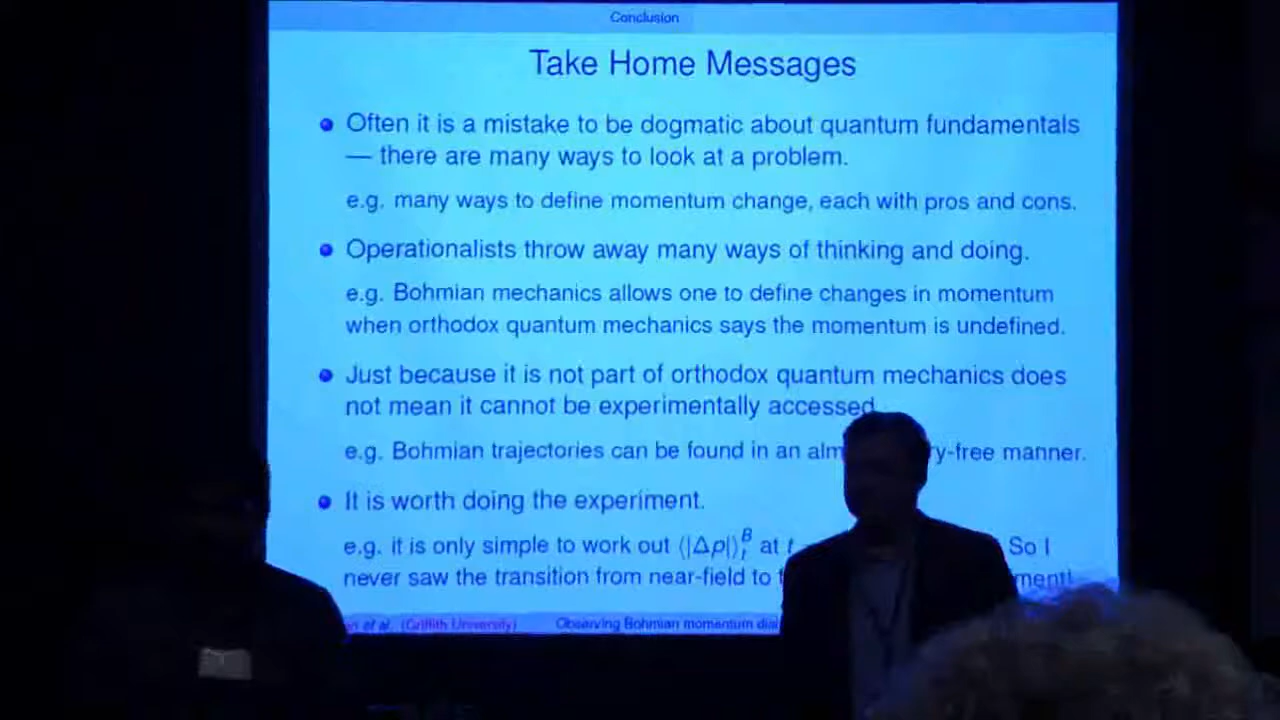 Conclusion
Take Home Messages
Often it is a mistake to be dogmatic about quantum fundamentals
— there are many ways to look at a problem.
e.g. many ways to define momentum change, each with pros and cons.
Operationalists throw away many ways of thinking and doing.
e.g. Bohmian mechanics allows one to define changes in momentum
when orthodox quantum mechanics says the momentum is undefined.
Just because it is not part of orthodox quantum mechanics does
not mean it cannot be experimentally accessed
e.g. Bohmian trajectories can be found in an -free manner.
It is worth doing the experiment.
e.g. it is only simple to work out ⟨|Δp|⟩ᴮₜ at t So I
never saw the transition from near-field to
et al. (Griffith University) Observing Bohmian momentum